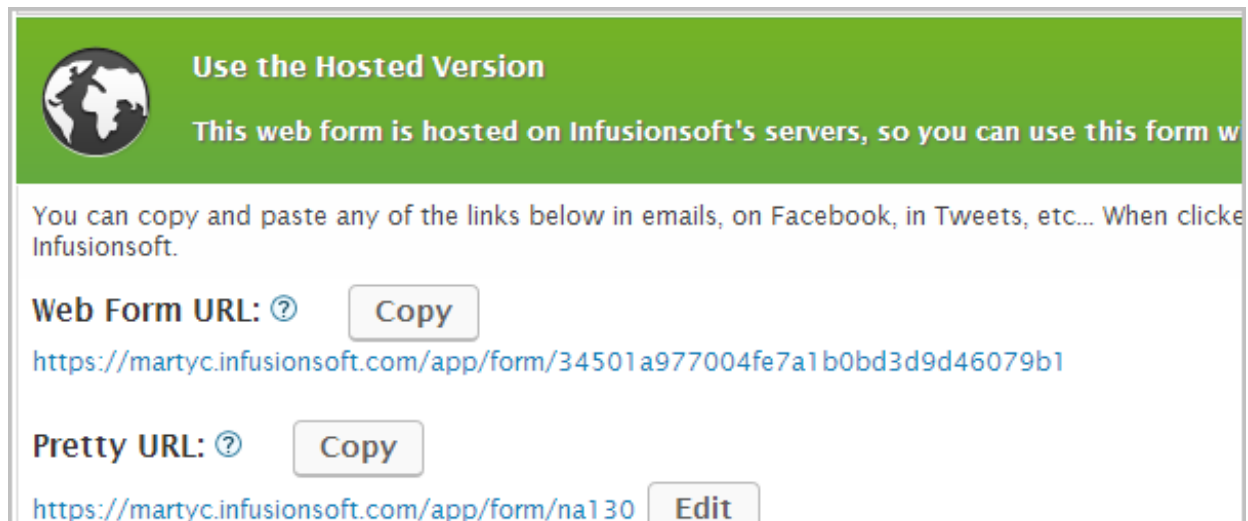 Use the Hosted Version
This web form is hosted on Infusionsoft's servers, so you can use this form
You can copy and paste any of the links below in emails, on Facebook, in Tweets, etc... When
Infusionsoft.
Web Form URL: ? Copy
https://martyc.infusionsoft.com/app/form/34501a977004fe7a1b0bd3d9d46079b1
Pretty URL: ? Copy
https://martyc.infusionsoft.com/app/form/na130 Edit